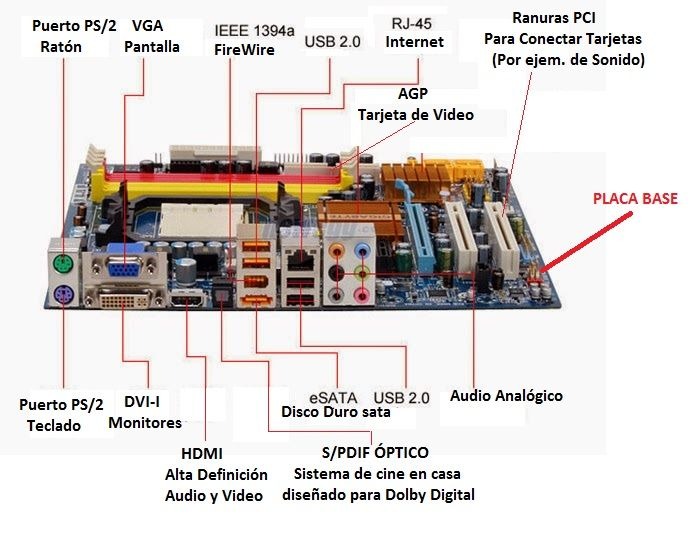 Puerto PS/2
Ratón
VGA
Pantalla
IEEE 1394a
FireWire
USB 2.0
RJ-45
Internet
Ranuras PCI
Para Conectar Tarjetas
(Por ejem. de Sonido)
AGP
Tarjeta de Video
PLACA BASE
GIGABYTE
Puerto PS/2
Teclado
DVI-I
Monitores
HDMI
Alta Definición
Audio y Video
eSATA
Disco Duro sata
USB 2.0
S/PDIF ÓPTICO
Sistema de cine en casa
diseñado para Dolby Digital
Audio Analógico